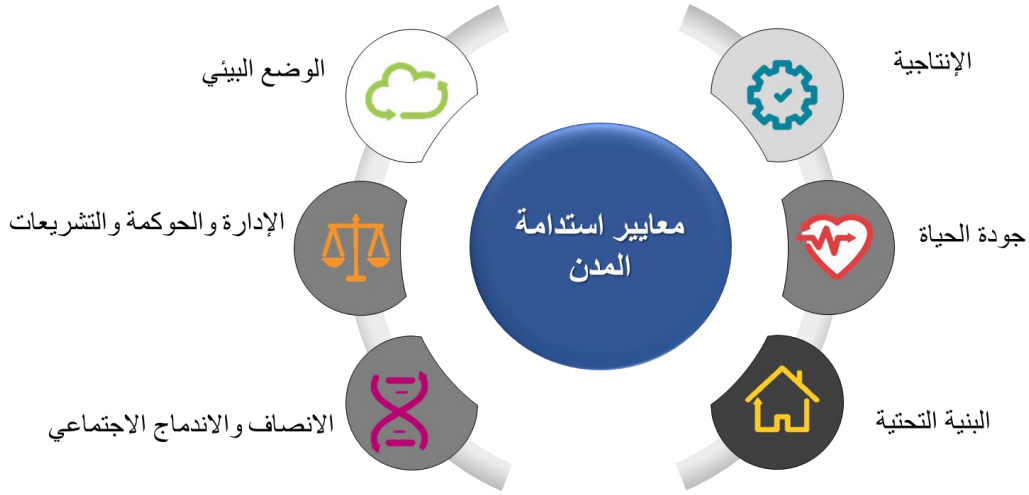 معايير استدامة
المدن
الإنتاجية
جودة الحياة
البنية التحتية
الوضع البيئي
الإدارة والحوكمة والتشريعات
الانصاف والاندماج الاجتماعي